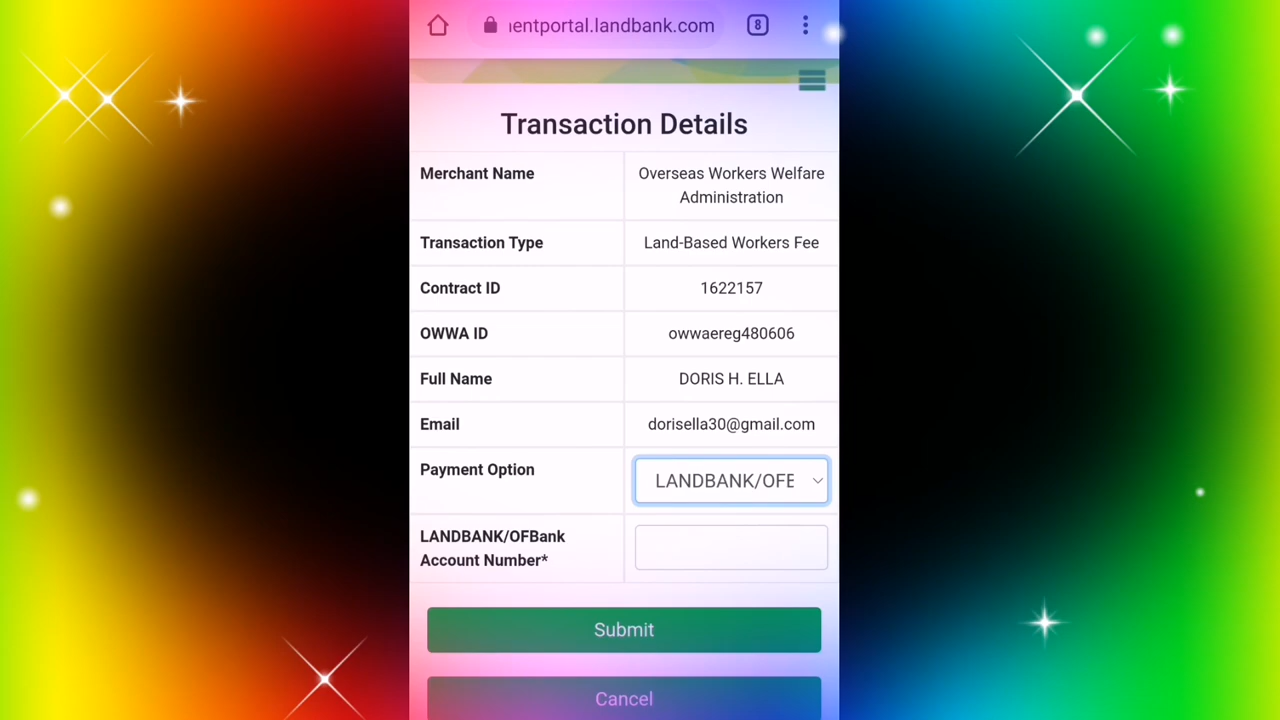 entportal.landbank.com
8
Transaction Details
Merchant Name
Overseas Workers Welfare
Administration
Transaction Type
Land-Based Workers Fee
Contract ID
1622157
OWWA ID
owwaereg480606
Full Name
DORIS H. ELLA
Email
dorisella30@gmail.com
Payment Option
LANDBANK/OFE
LANDBANK/OFBank
Account Number*
Submit
Cancel